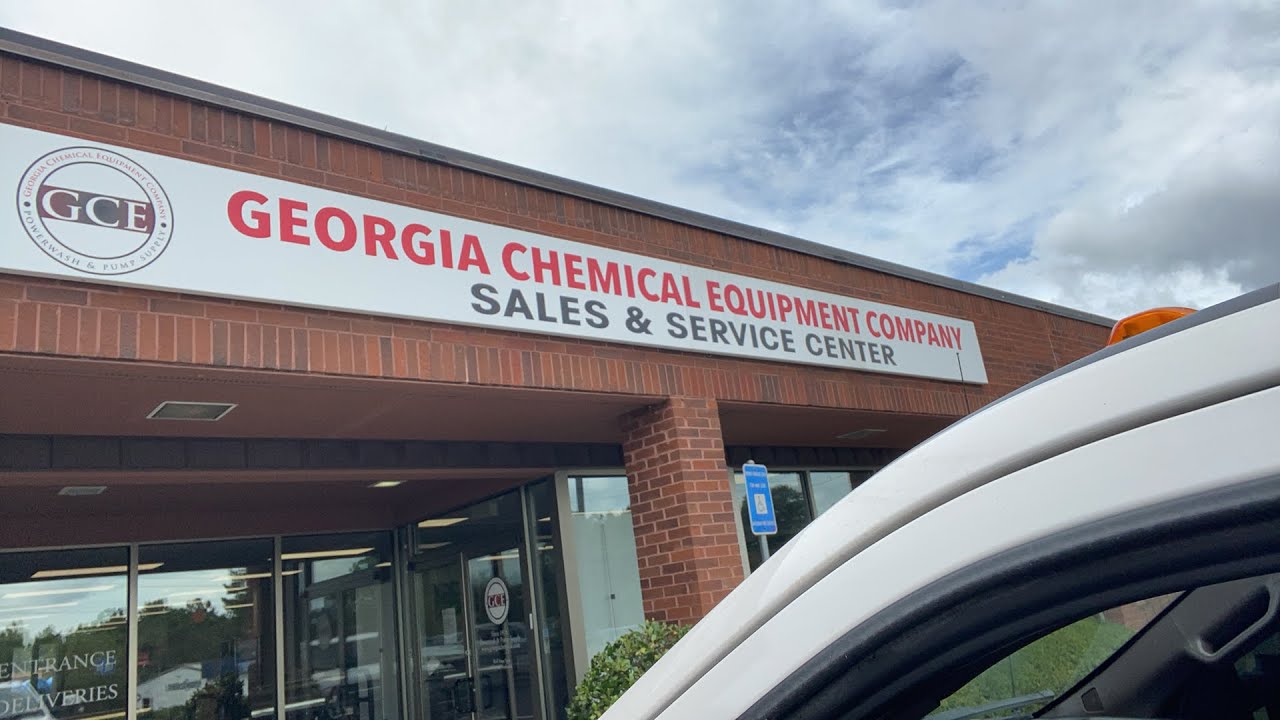 GEORGIA CHEMICAL EQUIPMENT COMPANY
GCE
POWERWASH & PUMP SUPPLY
GEORGIA CHEMICAL EQUIPMENT COMPANY
SALES & SERVICE CENTER
GCE
ENTRANCE
DELIVERIES